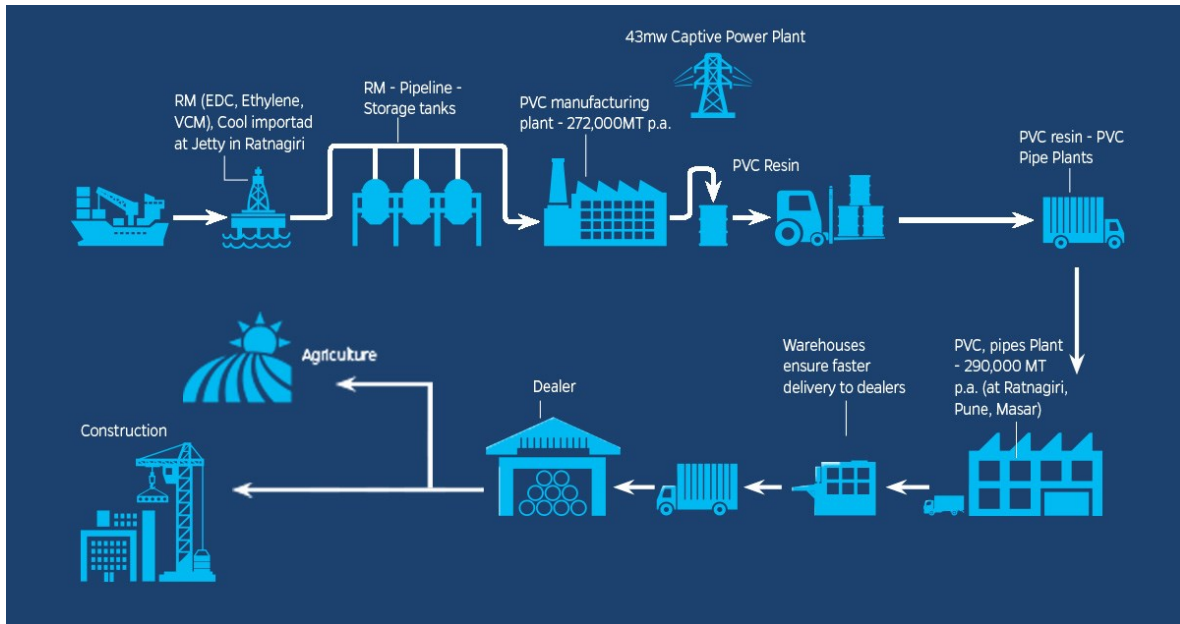 43mw Captive Power Plant
RM (EDC, Ethylene,
VCM), Cool importad
at Jetty in Ratnagiri
RM - Pipeline -
Storage tanks
PVC manufacturing
plant - 272,000MT p.a.
PVC Resin
PVC resin - PVC
Pipe Plants
Agriculture
Construction
Dealer
Warehouses
ensure faster
delivery to dealers
PVC, pipes Plant
- 290,000 MT
p.a. (at Ratnagiri,
Pune, Masar)